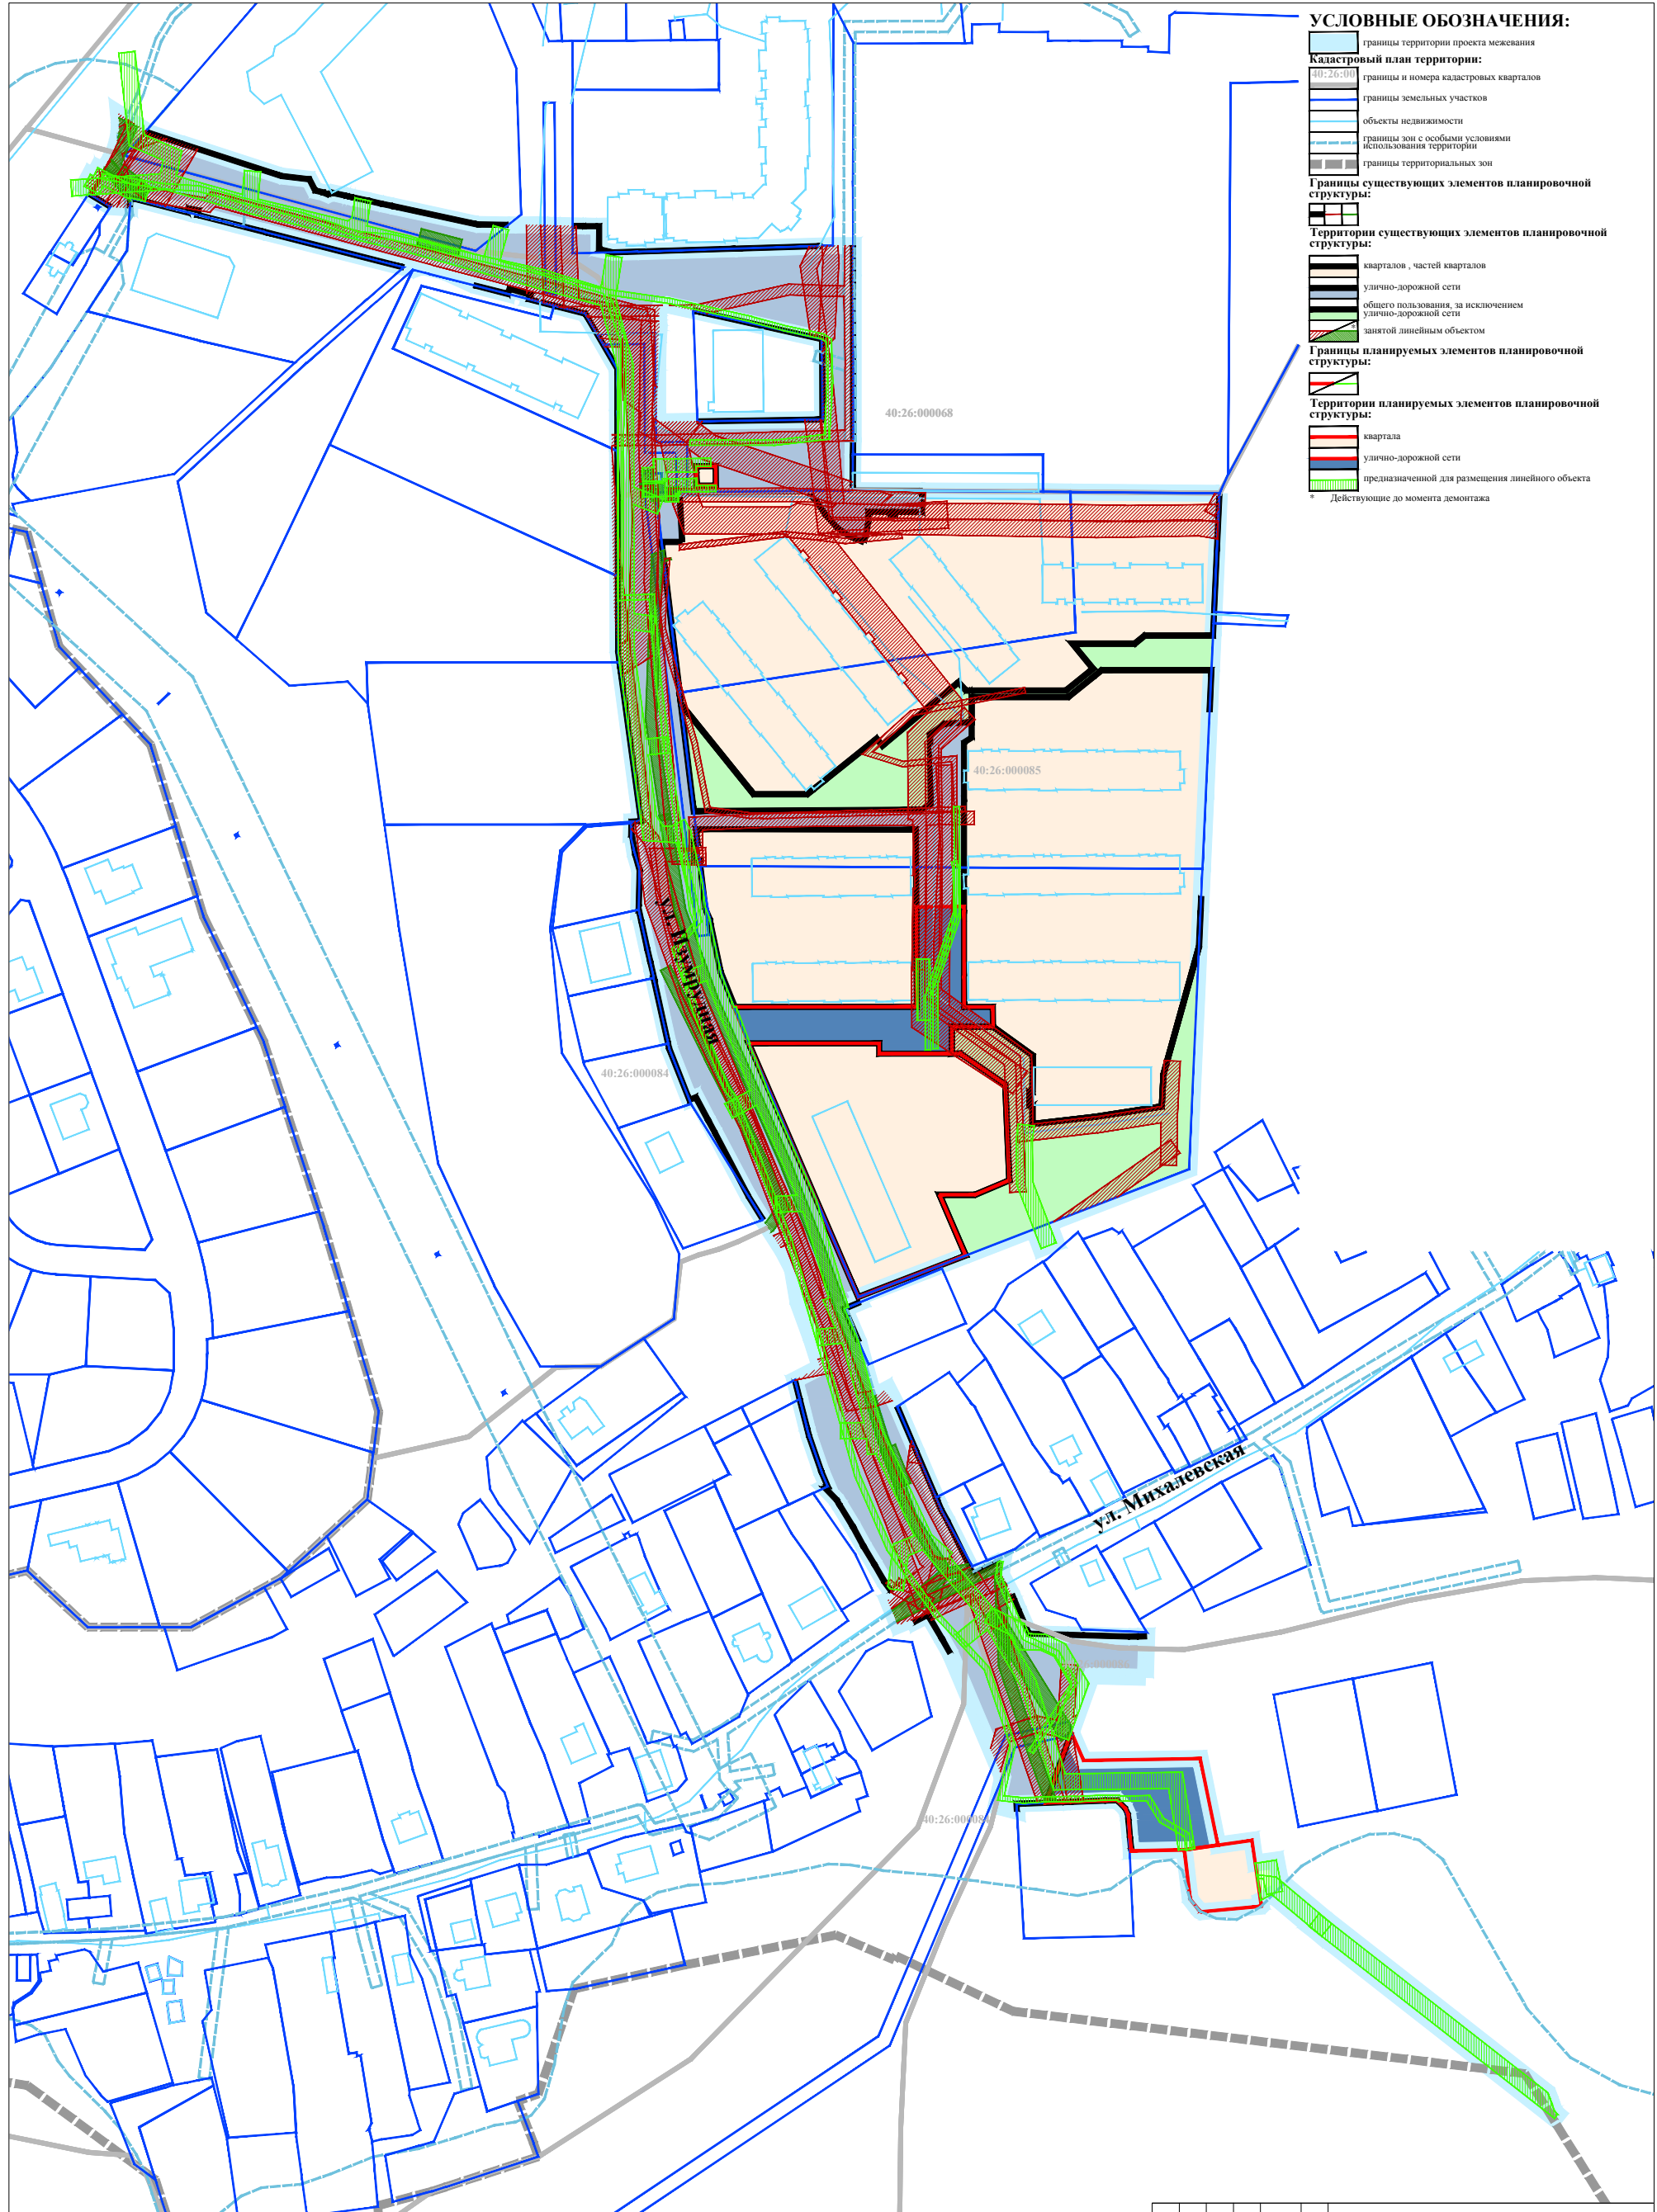 УСЛОВНЫЕ ОБОЗНАЧЕНИЯ:
границы территории проекта межевания
Кадастровый план территории:
40:26:00
границы и номера кадастровых кварталов
границы земельных участков
объекты недвижимости
границы зон с особыми условиями
использования территории
границы территориальных зон
Границы существующих элементов планировочной
структуры:
Территории существующих элементов планировочной
структуры:
кварталов , частей кварталов
улично-дорожной сети
общего пользования, за исключением
улично-дорожной сети
*
занятой линейным объектом
Границы планируемых элементов планировочной
структуры:
Территории планируемых элементов планировочной
структуры:
квартала
улично-дорожной сети
предназначенной для размещения линейного объекта
* Действующие до момента демонтажа
40:26:000068
40:26:000085
ул. Изумрудная
40:26:000084
ул. Михалевская